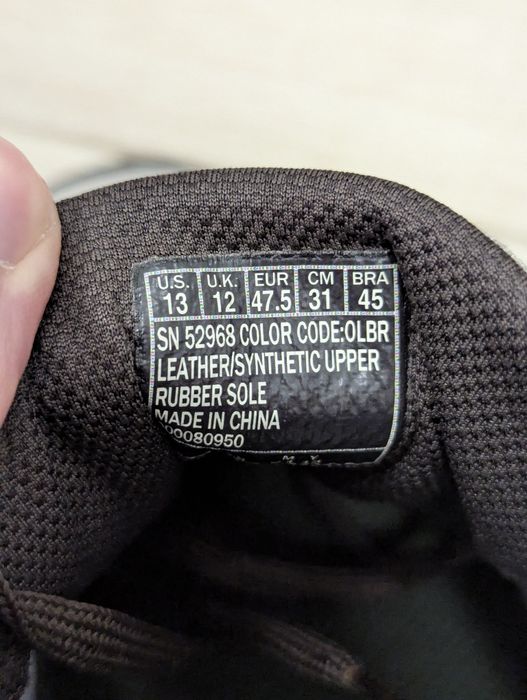 U.S. U.K. EUR CM BRA
13 12 47.5 31 45
SN 52968 COLOR CODE:OLBR
LEATHER/SYNTHETIC UPPER
RUBBER SOLE
MADE IN CHINA
00080950